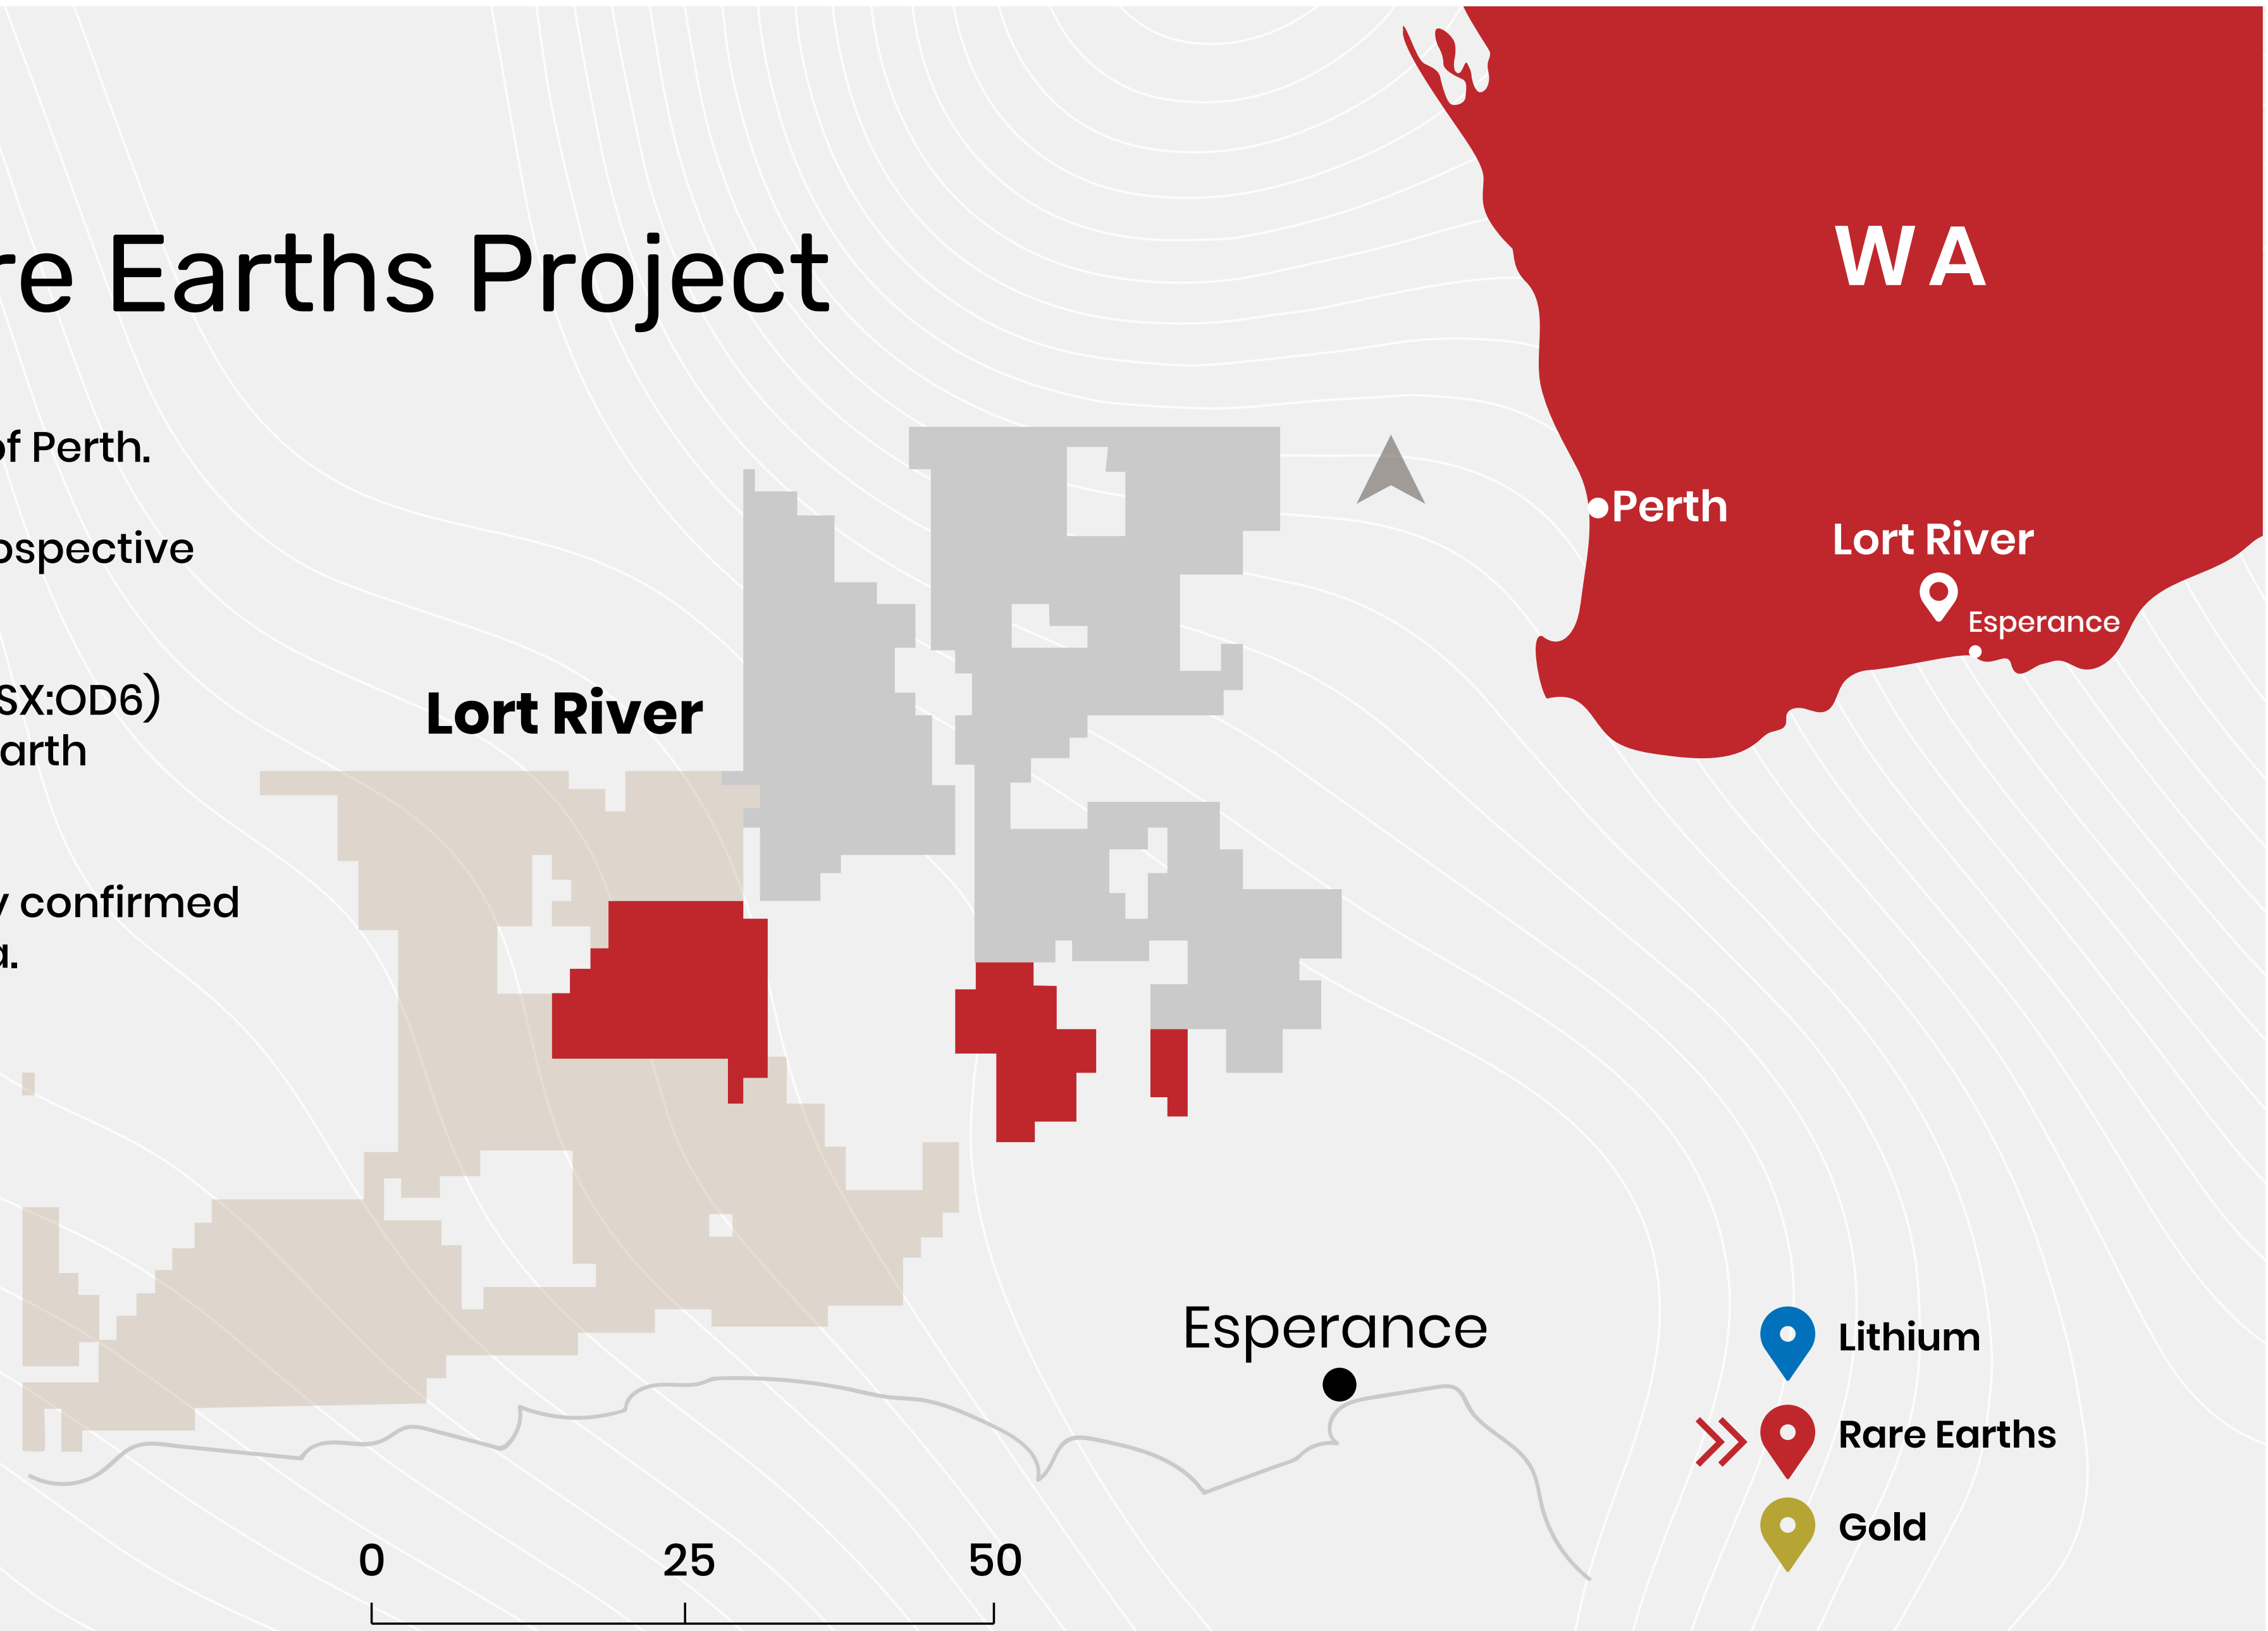 re Earths Project
of Perth.
ospective
SX:OD6)
arth
y confirmed
a.
WA
Perth
Lort River
Esperance
Lort River
Esperance
Lithium
Rare Earths
Gold
0 25 50